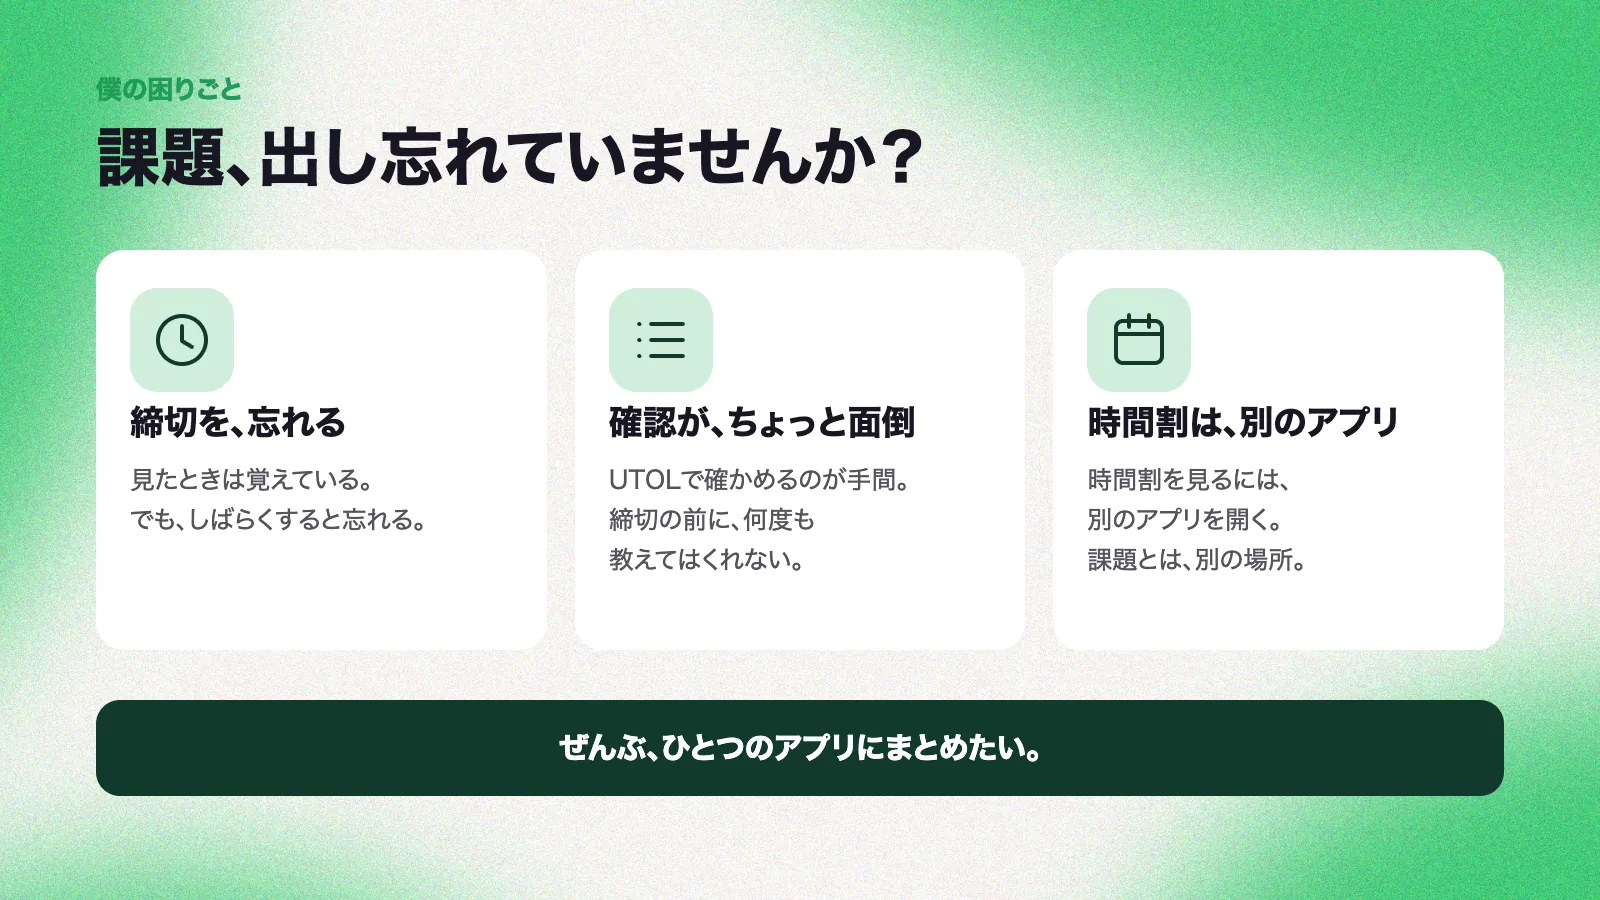 僕の困りごと
課題、出し忘れていませんか？
締切を、忘れる
見たときは覚えている。
でも、しばらくすると忘れる。
確認が、ちょっと面倒
UTOLで確かめるのが手間。
締切の前に、何度も
教えてはくれない。
時間割は、別のアプリ
時間割を見るには、
別のアプリを開く。
課題とは、別の場所。
ぜんぶ、ひとつのアプリにまとめたい。